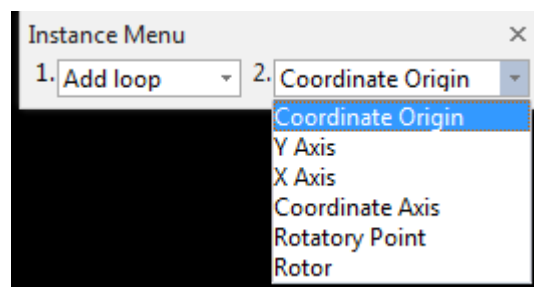 Instance Menu
1. Add loop 2. Coordinate Origin
Coordinate Origin
Y Axis
X Axis
Coordinate Axis
Rotatory Point
Rotor